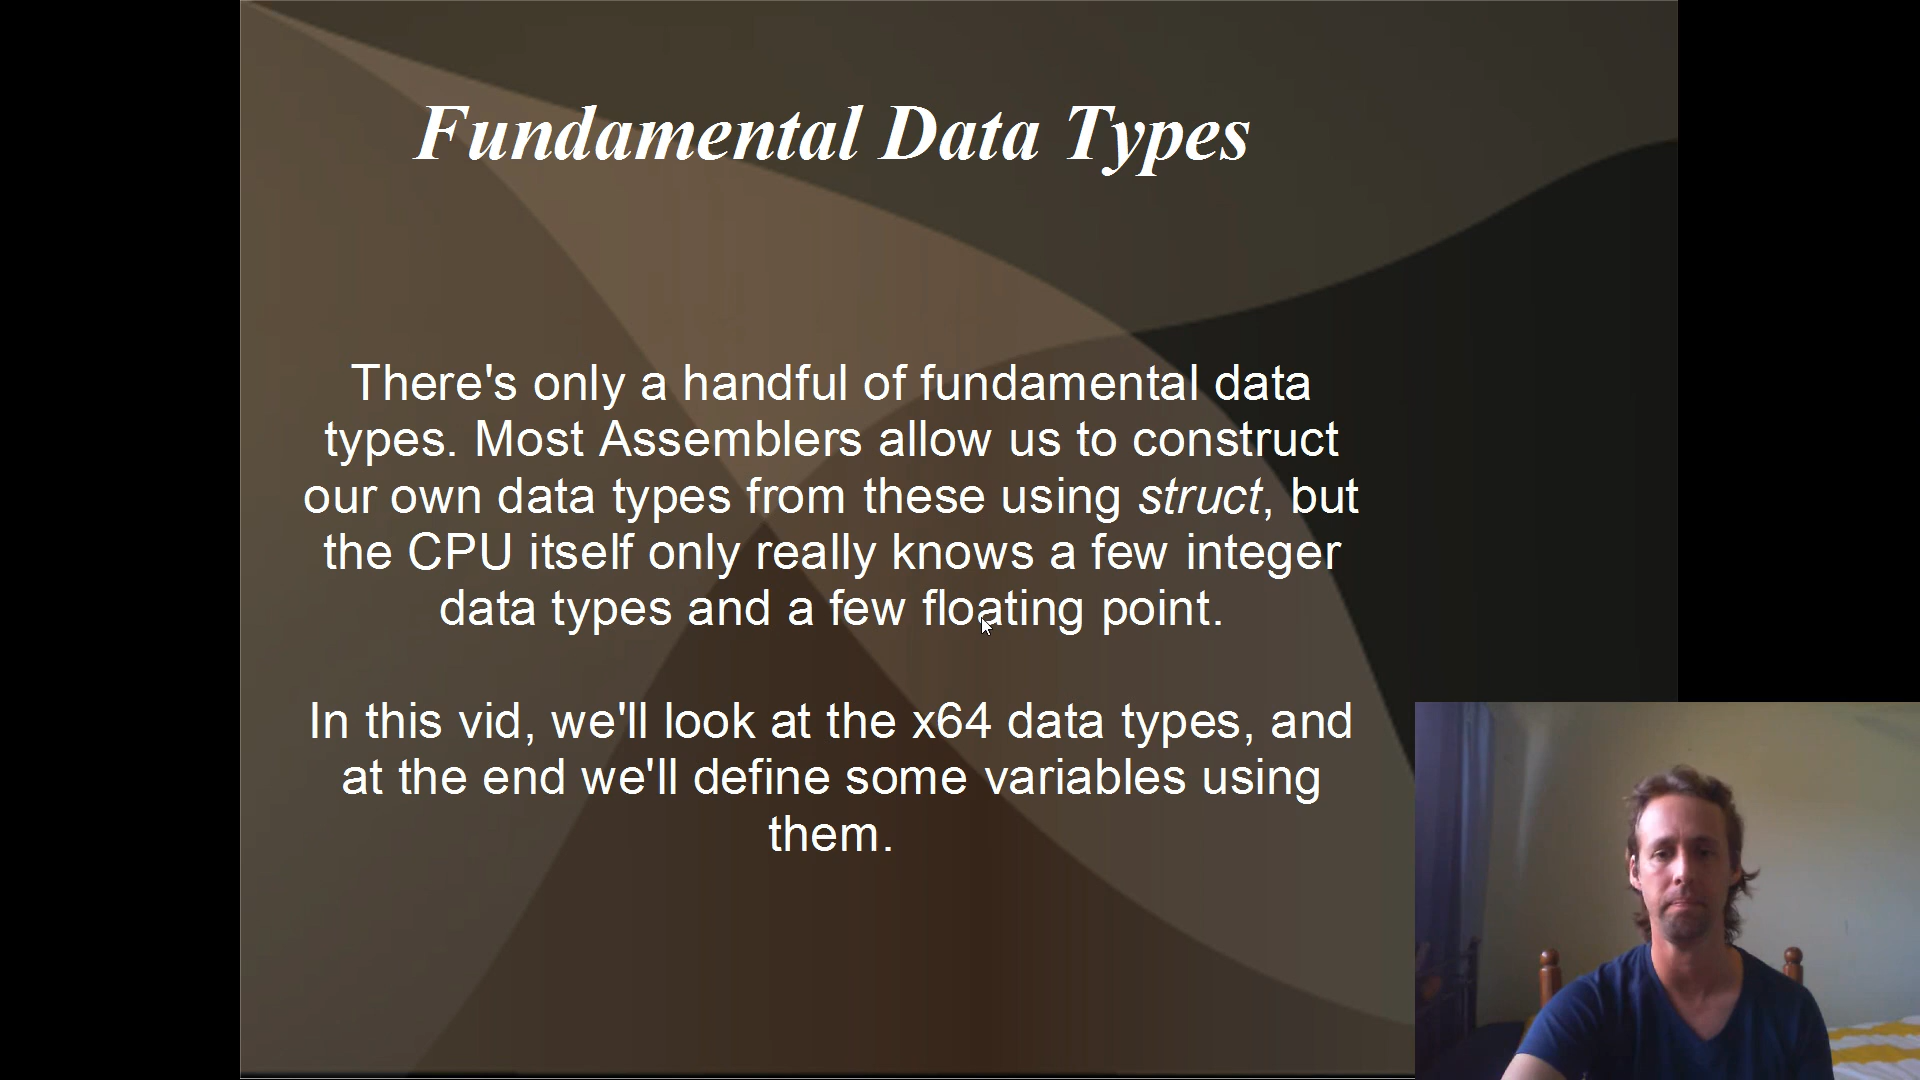 Fundamental Data Types
There's only a handful of fundamental data
types. Most Assemblers allow us to construct
our own data types from these using struct, but
the CPU itself only really knows a few integer
data types and a few floating point.
In this vid, we'll look at the x64 data types, and
at the end we'll define some variables using
them.